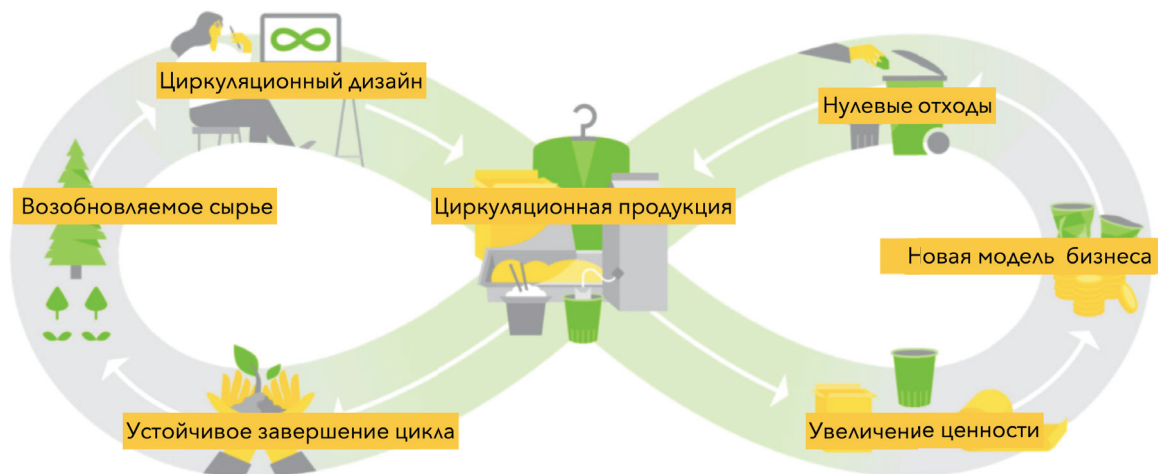 Циркуляционный дизайн
Нулевые отходы
Возобновляемое сырье
Циркуляционная продукция
Новая модель бизнеса
Устойчивое завершение цикла
Увеличение ценности